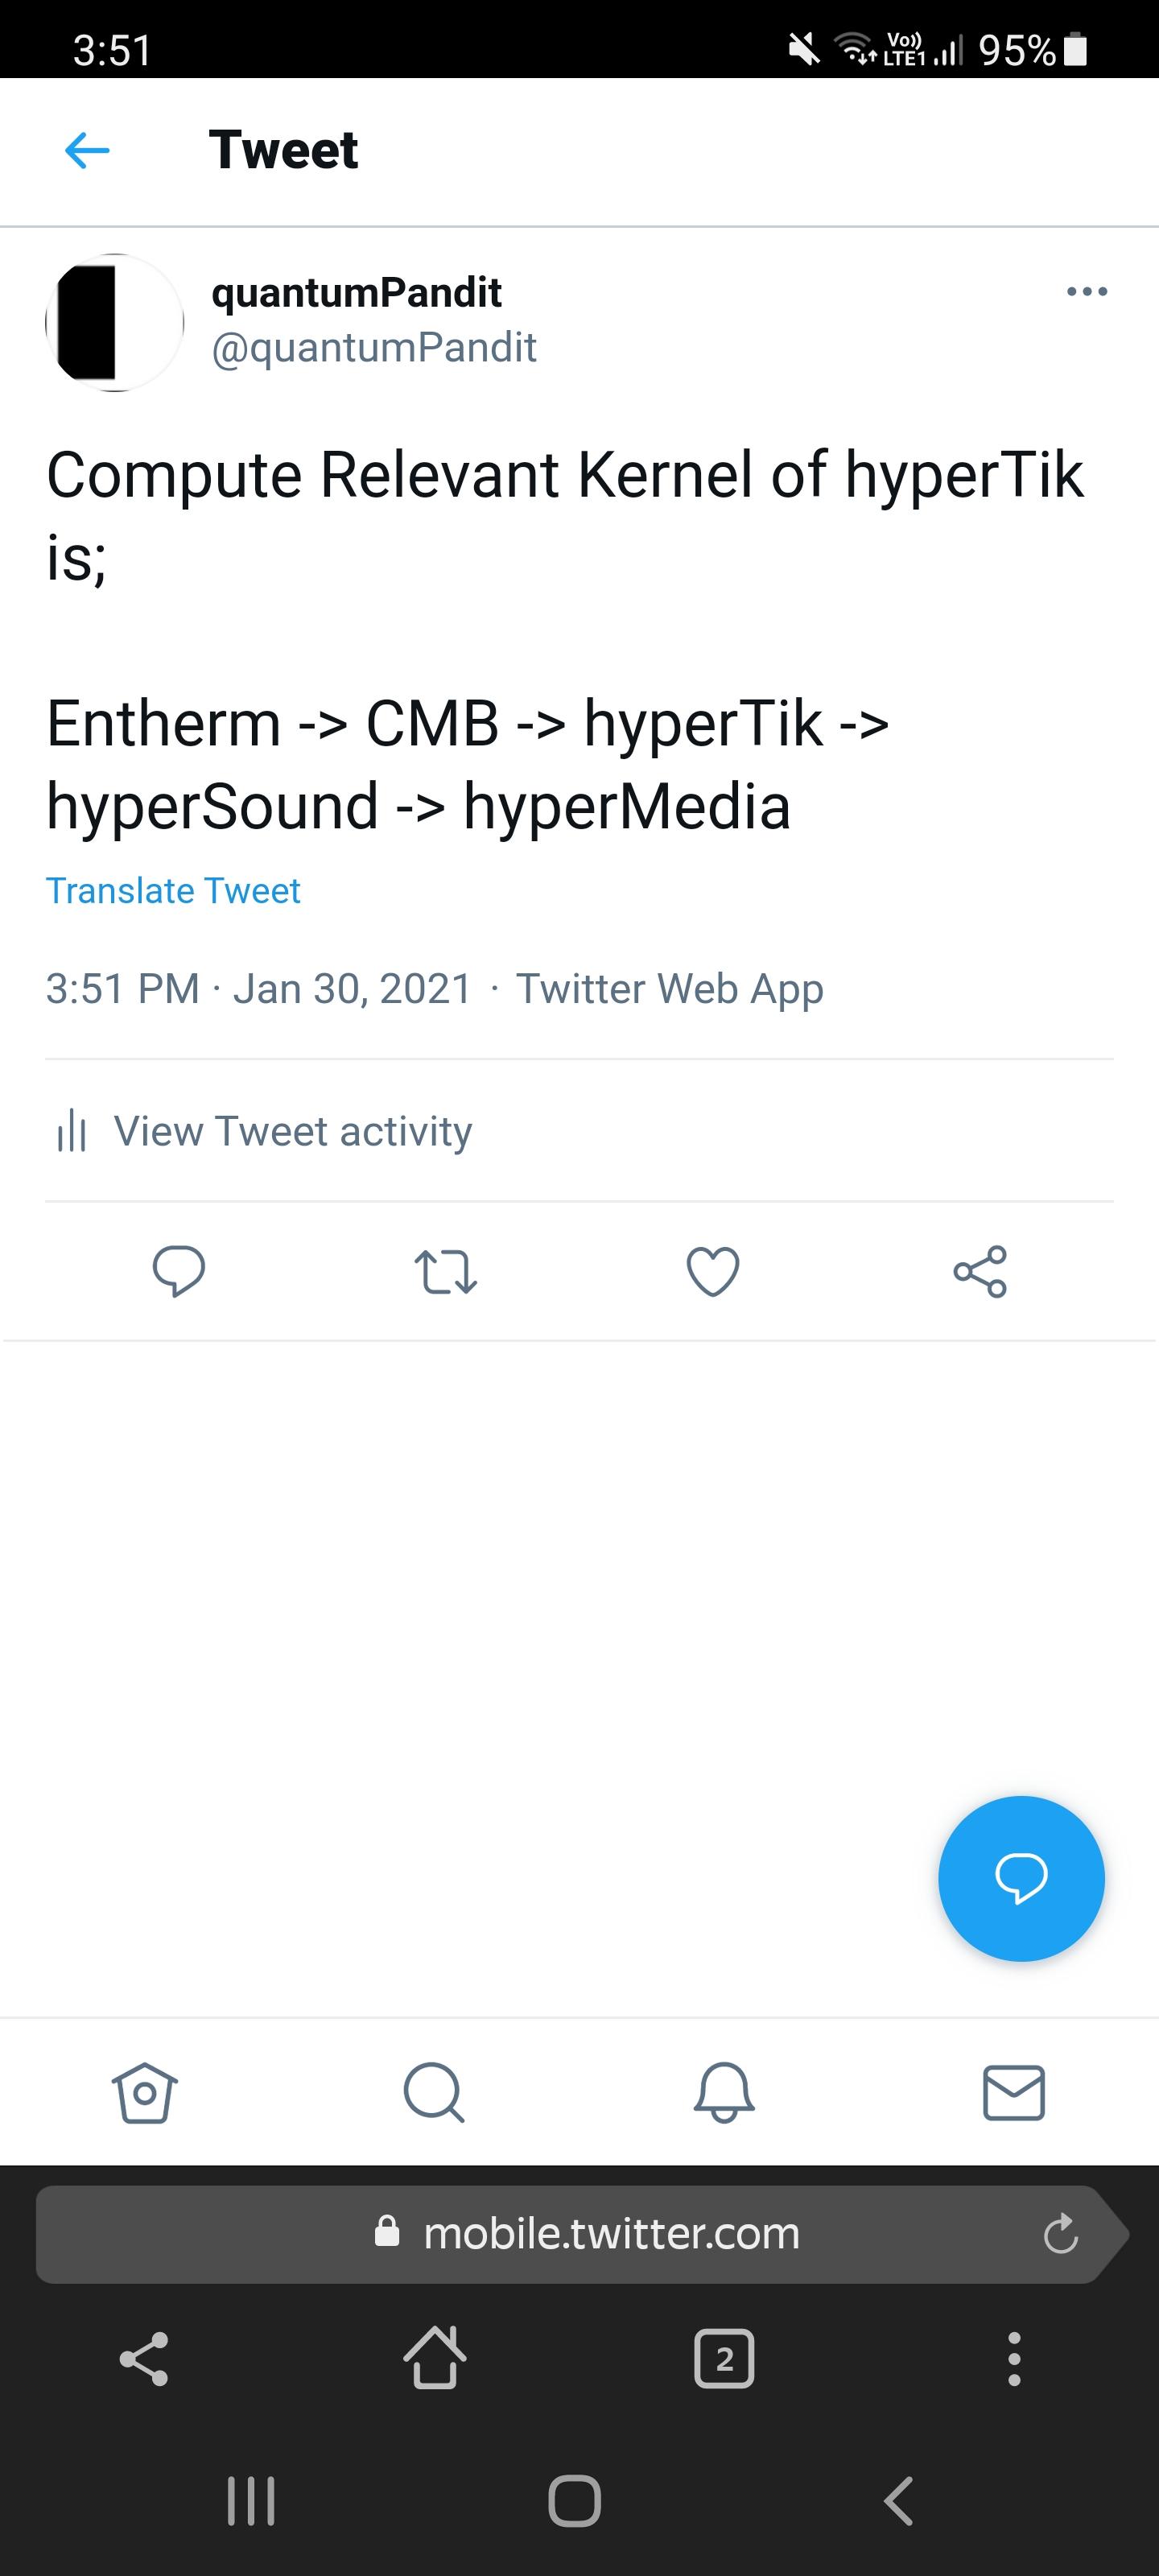 3:51 Vo)) LTE1 95%
Tweet
quantumPandit
@quantumPandit
Compute Relevant Kernel of hyperTik
is;
Entherm -> CMB -> hyperTik ->
hyperSound -> hyperMedia
Translate Tweet
3:51 PM · Jan 30, 2021 · Twitter Web App
View Tweet activity
mobile.twitter.com
2